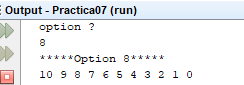 Output - Practica07 (run)
option ?
8
*****Option 8*****
10 9 8 7 6 5 4 3 2 1 0